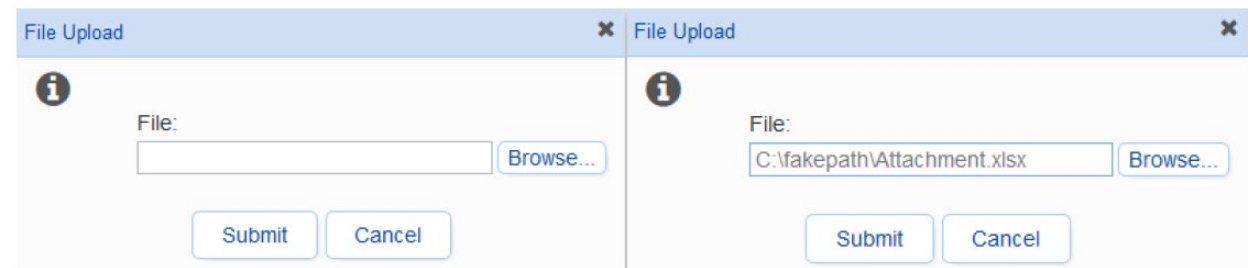 File Upload
File:
Browse...
Submit Cancel
File Upload
File:
C:\fakepath\Attachment.xlsx Browse...
Submit Cancel